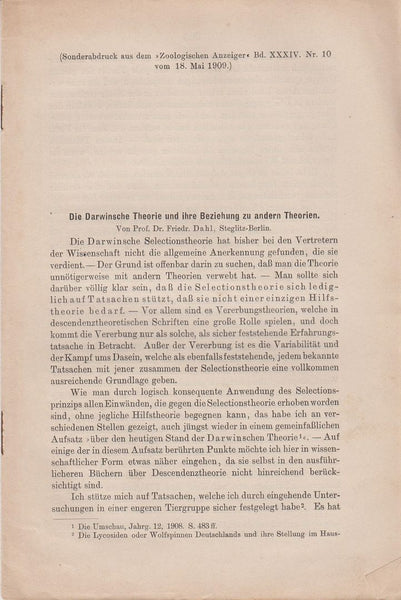 (Sonderabdruck aus dem »Zoologischen Anzeiger« Bd. XXXIV. Nr. 10
vom 18. Mai 1909.)
Die Darwinsche Theorie und ihre Beziehung zu andern Theorien.
Von Prof. Dr. Friedr. Dahl, Steglitz-Berlin.
Die Darwinsche Selectionstheorie hat bisher bei den Vertretern
der Wissenschaft nicht die allgemeine Anerkennung gefunden, die sie
verdient. — Der Grund ist offenbar darin zu suchen, daß man die Theorie
unnötigerweise mit andern Theorien verwebt hat. — Man sollte sich
darüber völlig klar sein, daß die Selectionstheorie sich ledig-
lich auf Tatsachen stützt, daß sie nicht einer einzigen Hilfs-
theorie bedarf. — Vor allem sind es Vererbungstheorien, welche in
descendenztheoretischen Schriften eine große Rolle spielen, und doch
kommt die Vererbung nur als solche, als sicher feststehende Erfahrungs-
tatsache in Betracht. Außer der Vererbung ist es die Variabilität und
der Kampf ums Dasein, welche als ebenfalls feststehende, jedem bekannte
Tatsachen mit jener zusammen der Selectionstheorie eine vollkommen
ausreichende Grundlage geben.
Wie man durch logisch konsequente Anwendung des Selections-
prinzips allen Einwänden, die gegen die Selectionstheorie erhoben worden
sind, ohne jegliche Hilfstheorie begegnen kann, das habe ich an ver-
schiedenen Stellen gezeigt, auch jüngst wieder in einem gemeinfaßlichen
Aufsatz ›über den heutigen Stand der Darwinschen Theorie¹‹. — Auf
einige der in diesem Aufsatz berührten Punkte möchte ich hier in wissen-
schaftlicher Form etwas näher eingehen, da sie selbst in den ausführ-
licheren Büchern über Descendenztheorie nicht hinreichend berück-
sichtigt sind.
Ich stütze mich auf Tatsachen, welche ich durch eingehende Unter-
suchungen in einer engeren Tiergruppe sicher festgelegt habe². Es hat
¹ Die Umschau, Jahrg. 12, 1908. S. 483 ff.
² Die Lycosiden oder Wolfspinnen Deutschlands und ihre Stellung im Haus-